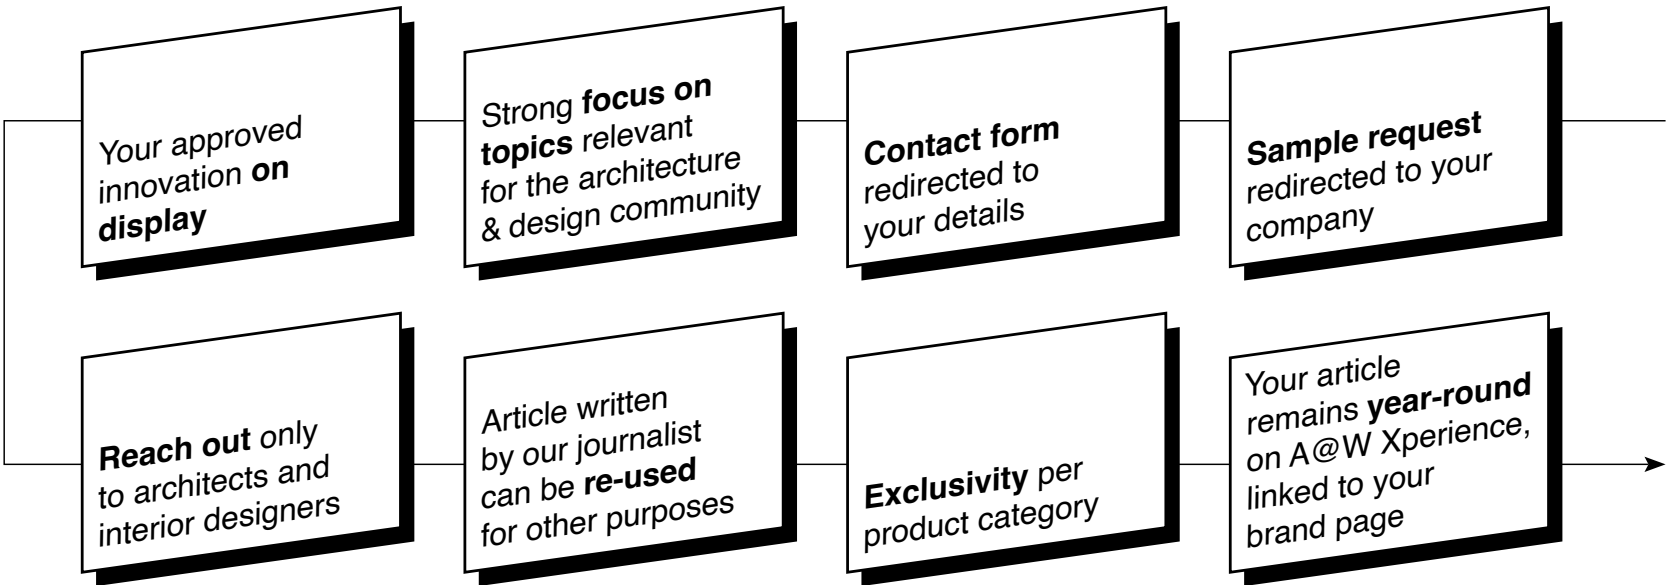 Your approved
innovation on
display
Strong focus on
topics relevant
for the architecture
& design community
Contact form
redirected to
your details
Sample request
redirected to your
company
Reach out only
to architects and
interior designers
Article written
by our journalist
can be re-used
for other purposes
Exclusivity per
product category
Your article
remains year-round
on A@W Xperience,
linked to your
brand page